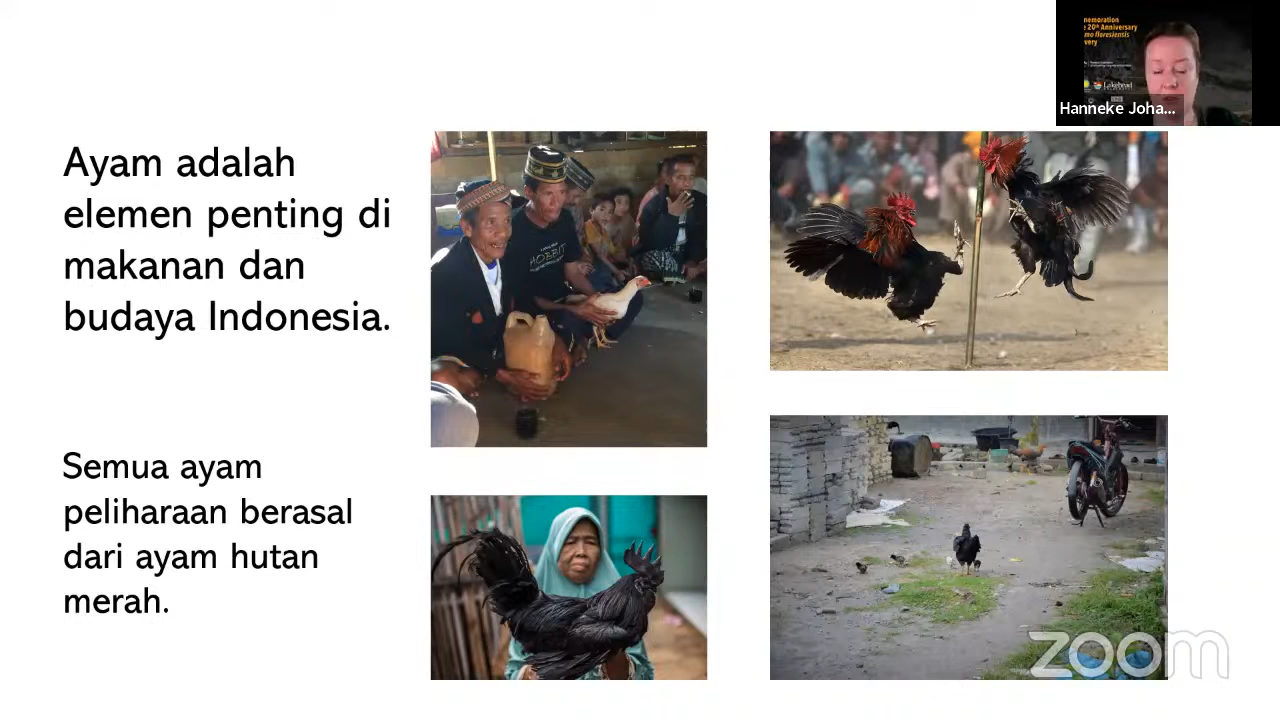 Ayam adalah
elemen penting di
makanan dan
budaya Indonesia.
Semua ayam
peliharaan berasal
dari ayam hutan
merah.
HOBBIT
20th Anniversary
Lakehead
Hanneke Joha...
zoom